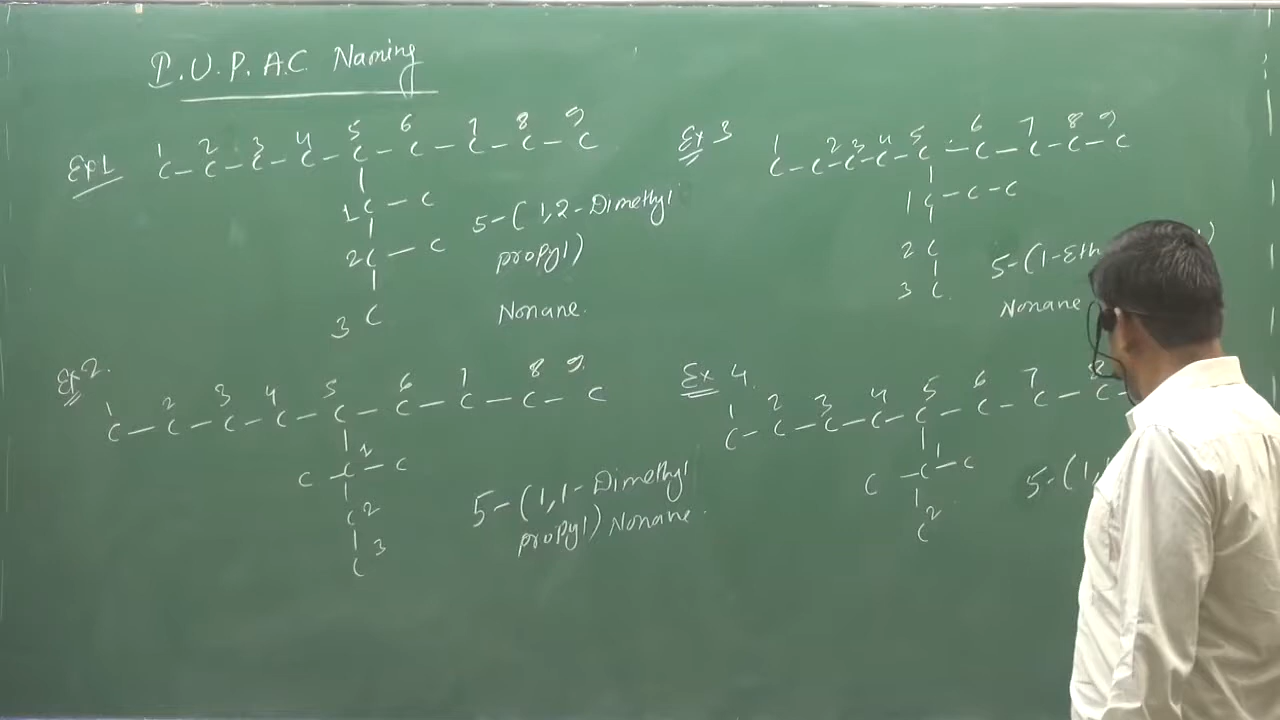 I.U.P.A.C. Naming
Ex1
1 2 3 4 5 6 7 8 9
C - C - C - C - C - C - C - C - C
1 C - C
2 C - C
3 C
5-(1,2-Dimethyl
propyl)
Nonane.
Ex 2.
1 2 3 4 5 6 7 8 9.
C - C - C - C - C - C - C - C - C
C - C 1 - C
C 2
C 3
5-(1,1-Dimethyl
propyl) Nonane.
Ex 3
1 2 3 4 5 6 7 8 9
C - C - C - C - C - C - C - C - C
1 C - C - C
2 C
3 C
5-(1-Eth
Nonane
Ex 4.
1 2 3 4 5 6 7 8
C - C - C - C - C - C - C - C -
C - C 1 - C
2
C
5-(1,1